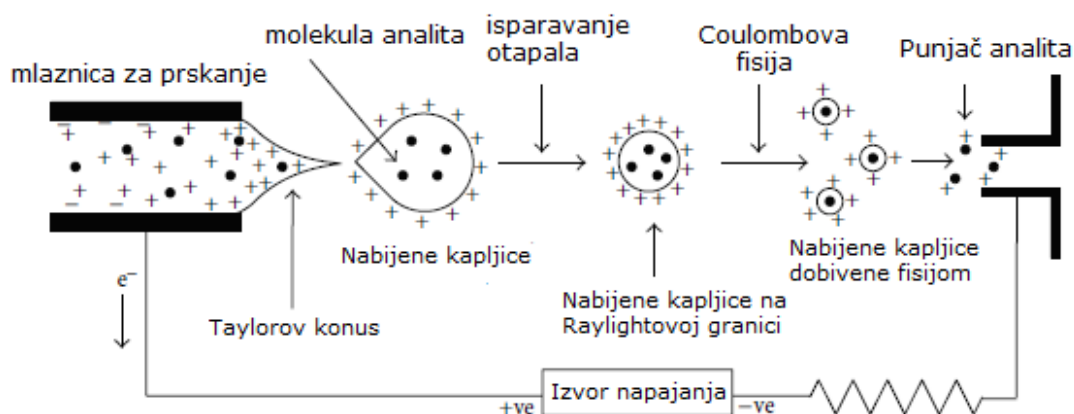 mlaznica za prskanje
molekula analita
isparavanje
otapala
Coulombova
fisija
Punjač analita
Nabijene kapljice
Nabijene kapljice
dobivene fisijom
e⁻
Taylorov konus
Nabijene kapljice na
Raylightovoj granici
+ve
Izvor napajanja
−ve